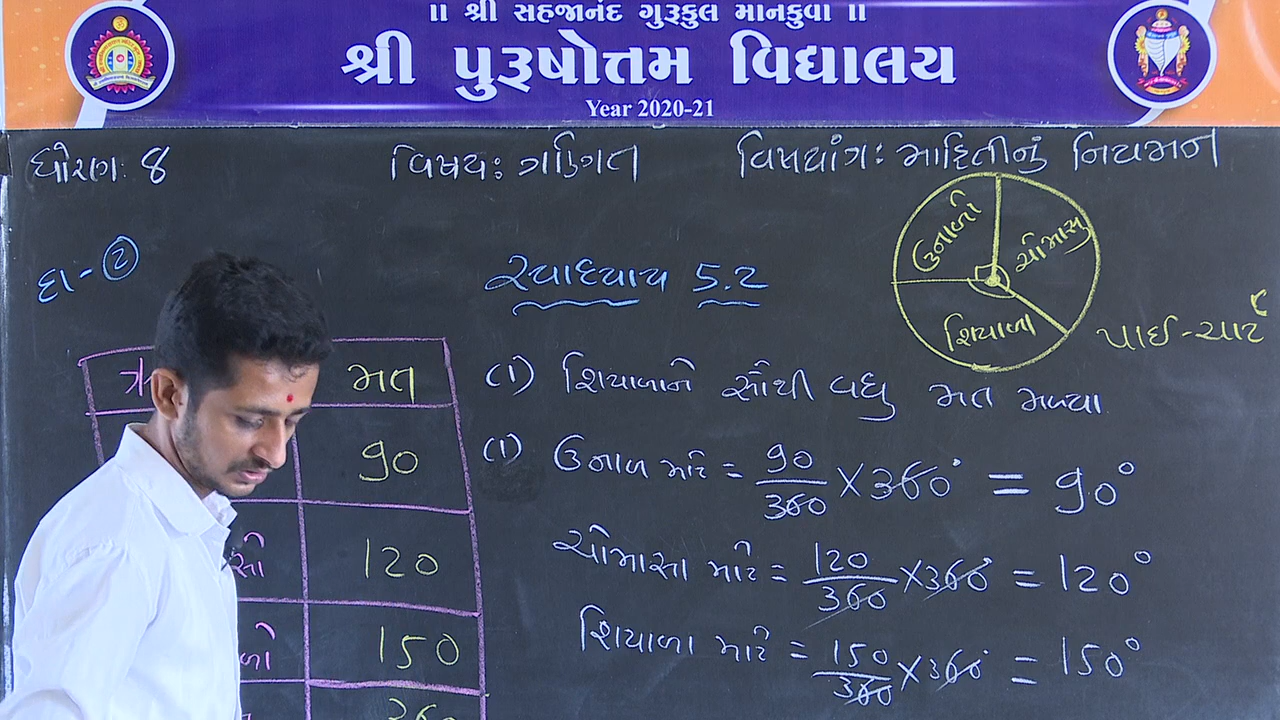 ॥ શ્રી સહજાનંદ ગુરૂકુલ માનકુવા ॥
શ્રી પુરૂષોત્તમ વિદ્યાલય
Year 2020-21
ધોરણ: 8 વિષય: ગણિત વિષયાંગ: માહિતીનું નિયમન
દા-②
સ્વાધ્યાય 5.2
ઉનાળો
ચોમાસુ
શિયાળો
પાઈ-ચાર્ટ
મત
90
120
150
360
(1) શિયાળાને સૌથી વધુ મત મળ્યા
(1) ઉનાળા માટે = 90/360 × 360° = 90°
ચોમાસા માટે = 120/360 × 360° = 120°
શિયાળા માટે = 150/360 × 360° = 150°